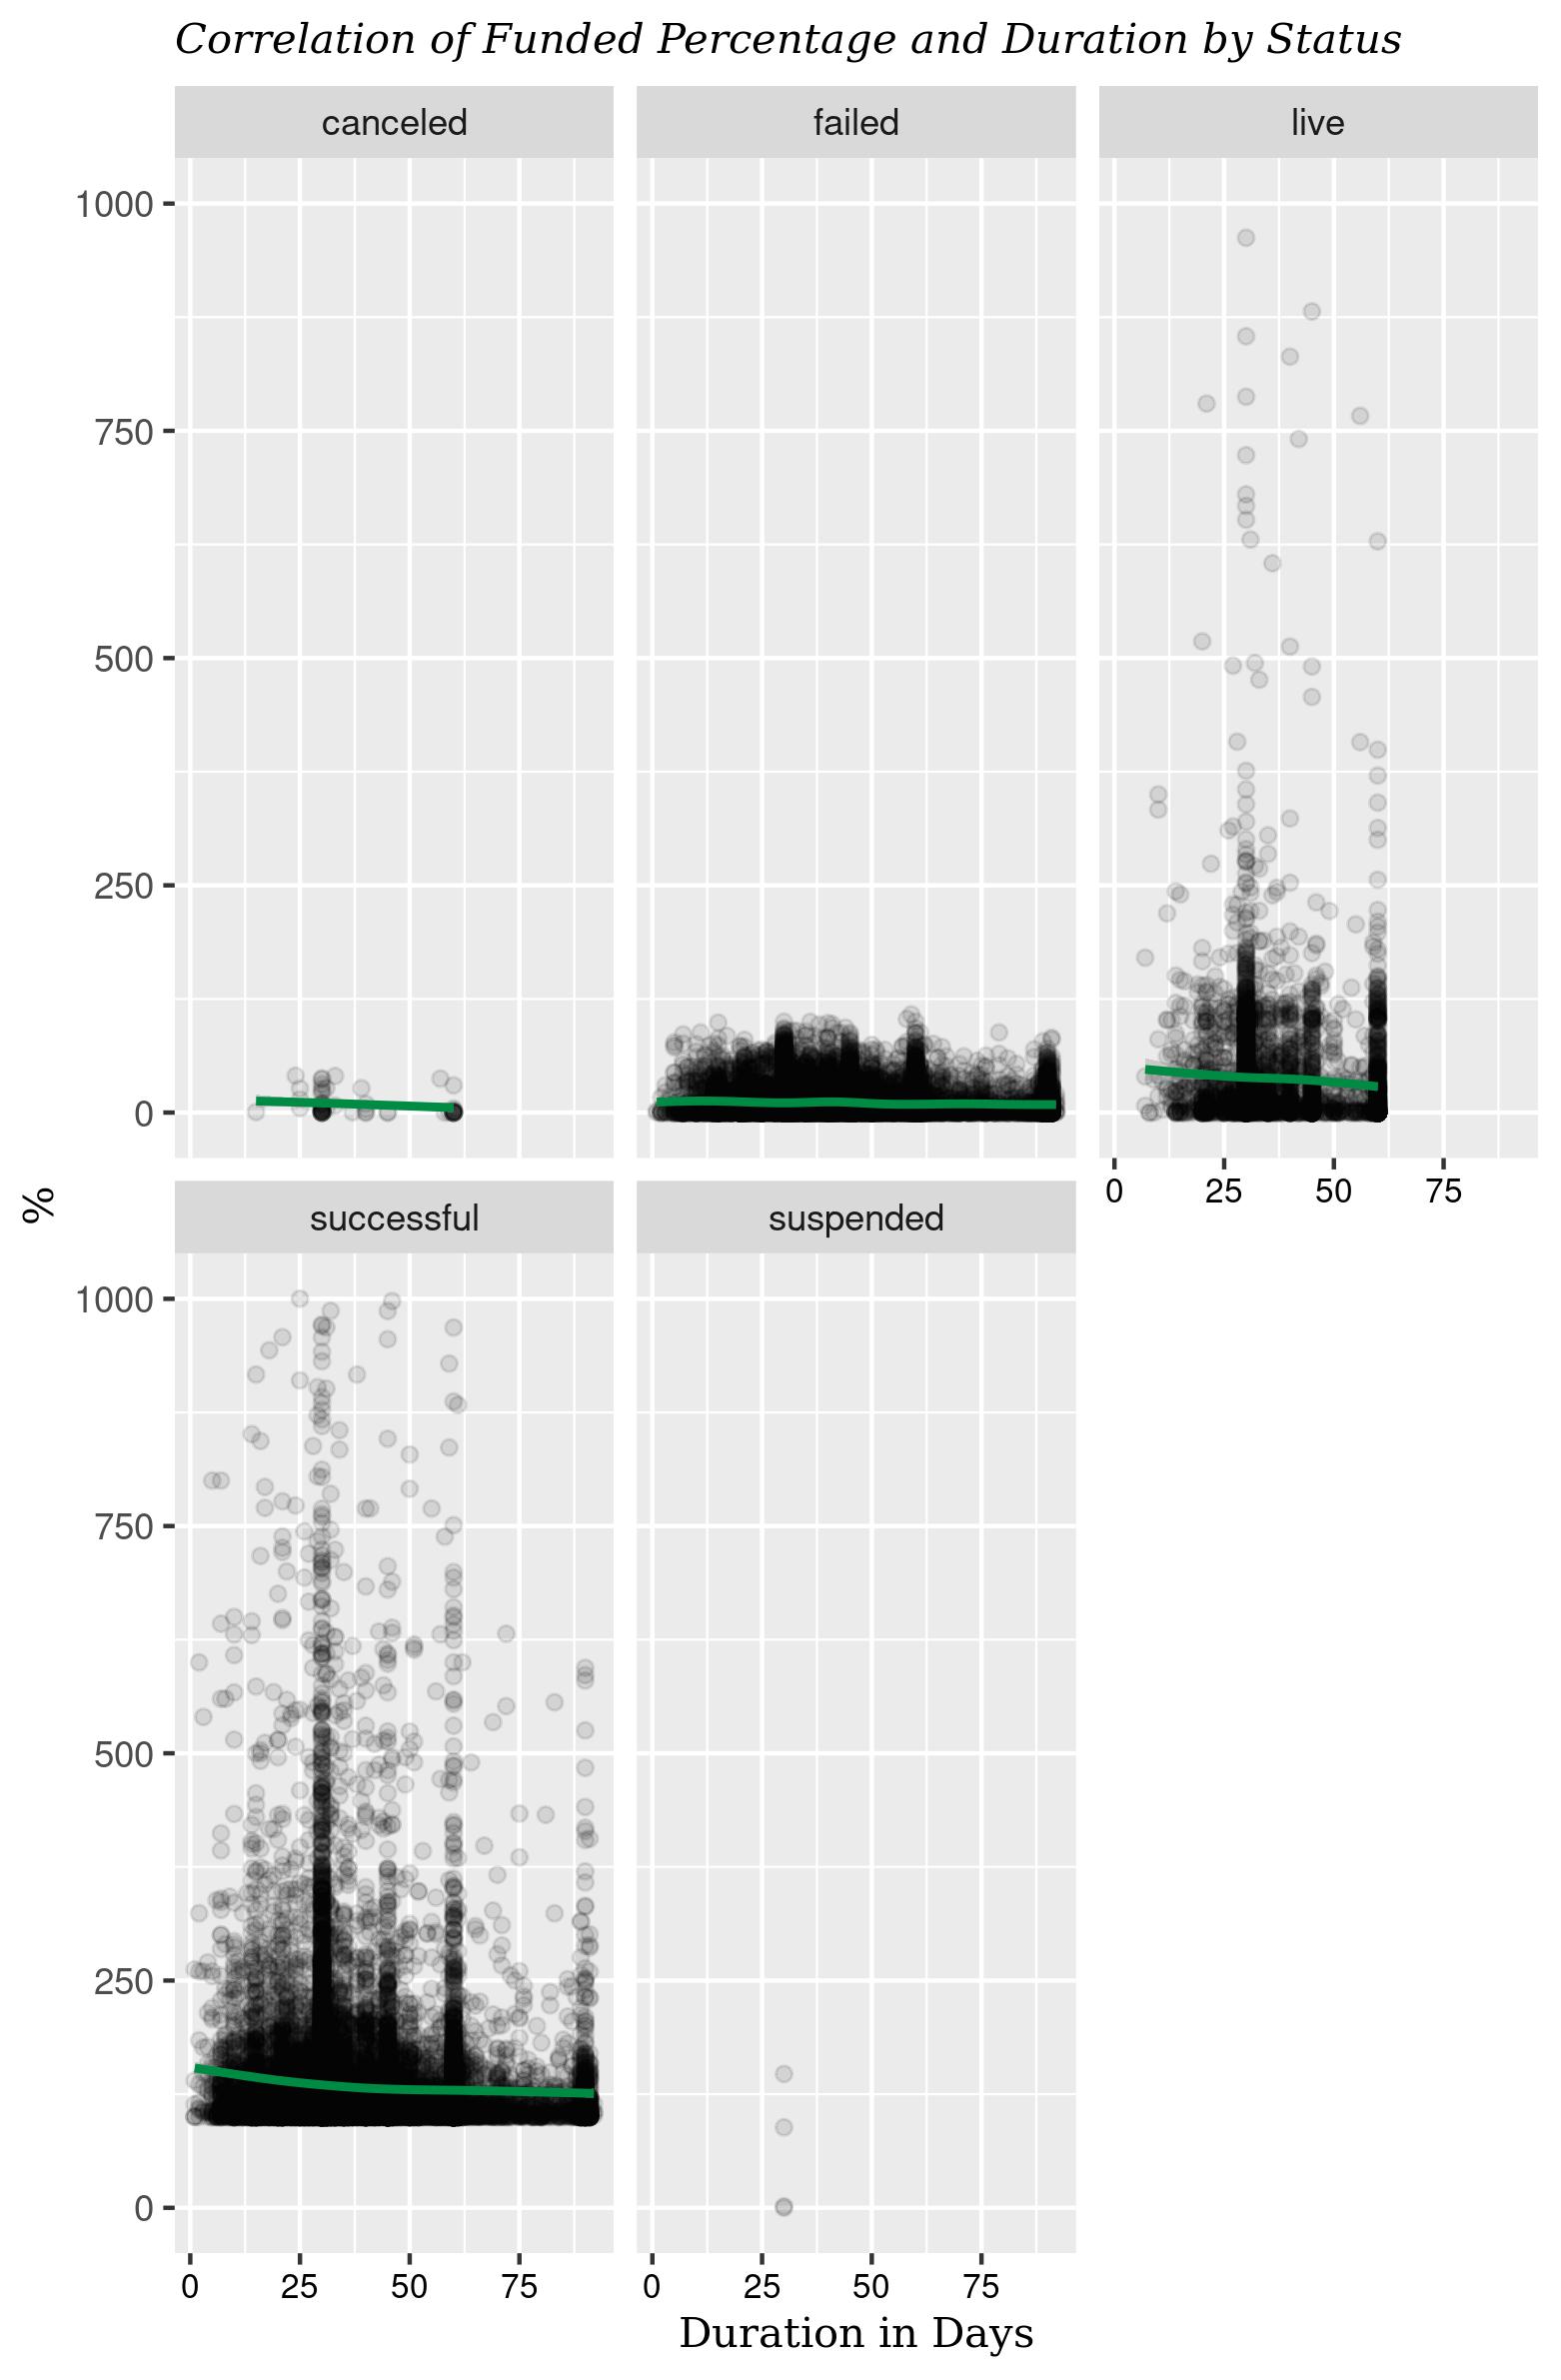 Correlation of Funded Percentage and Duration by Status
canceled failed live
1000
750
500
250
0
0 25 50 75
%
successful suspended
1000
750
500
250
0
0 25 50 75 0 25 50 75
Duration in Days